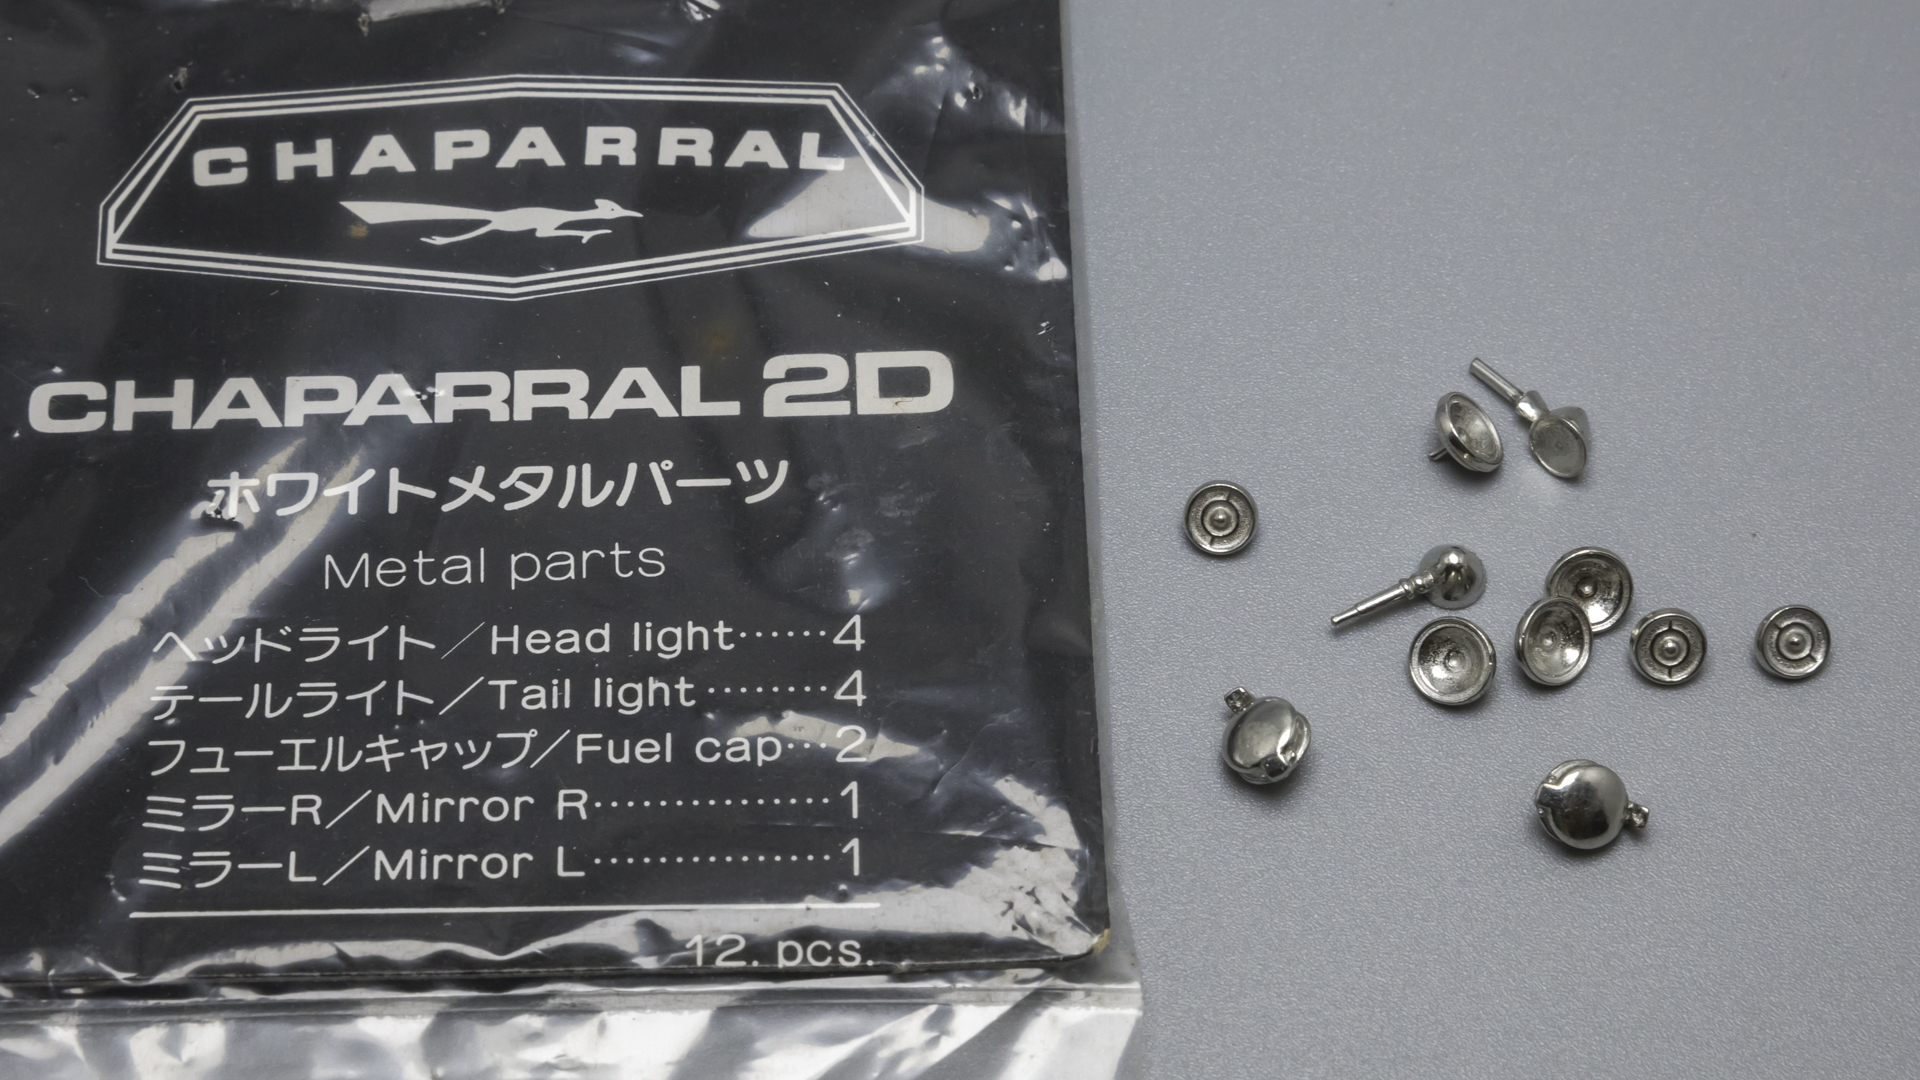 CHAPARRAL
CHAPARRAL 2D
ホワイトメタルパーツ
Metal parts
ヘッドライト／Head light……4
テールライト／Tail light………4
フューエルキャップ／Fuel cap…2
ミラーR／Mirror R……………1
ミラーL／Mirror L……………1
12. pcs.